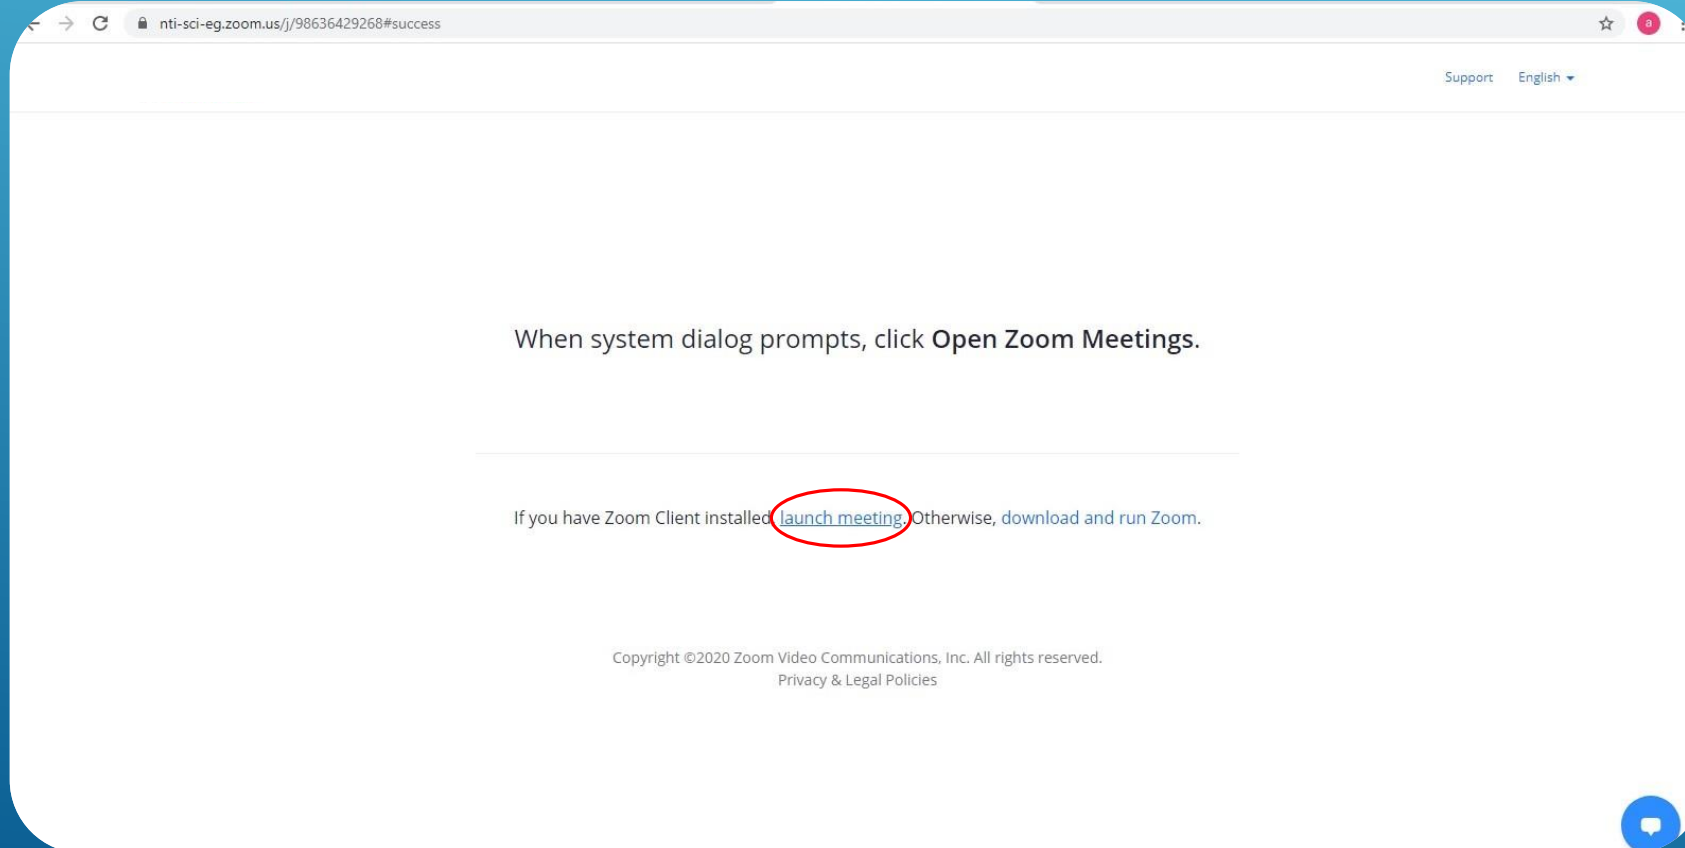 nti-sci-eg.zoom.us/j/98636429268#success
a
Support English
When system dialog prompts, click Open Zoom Meetings.
If you have Zoom Client installed, launch meeting. Otherwise, download and run Zoom.
Copyright ©2020 Zoom Video Communications, Inc. All rights reserved.
Privacy & Legal Policies